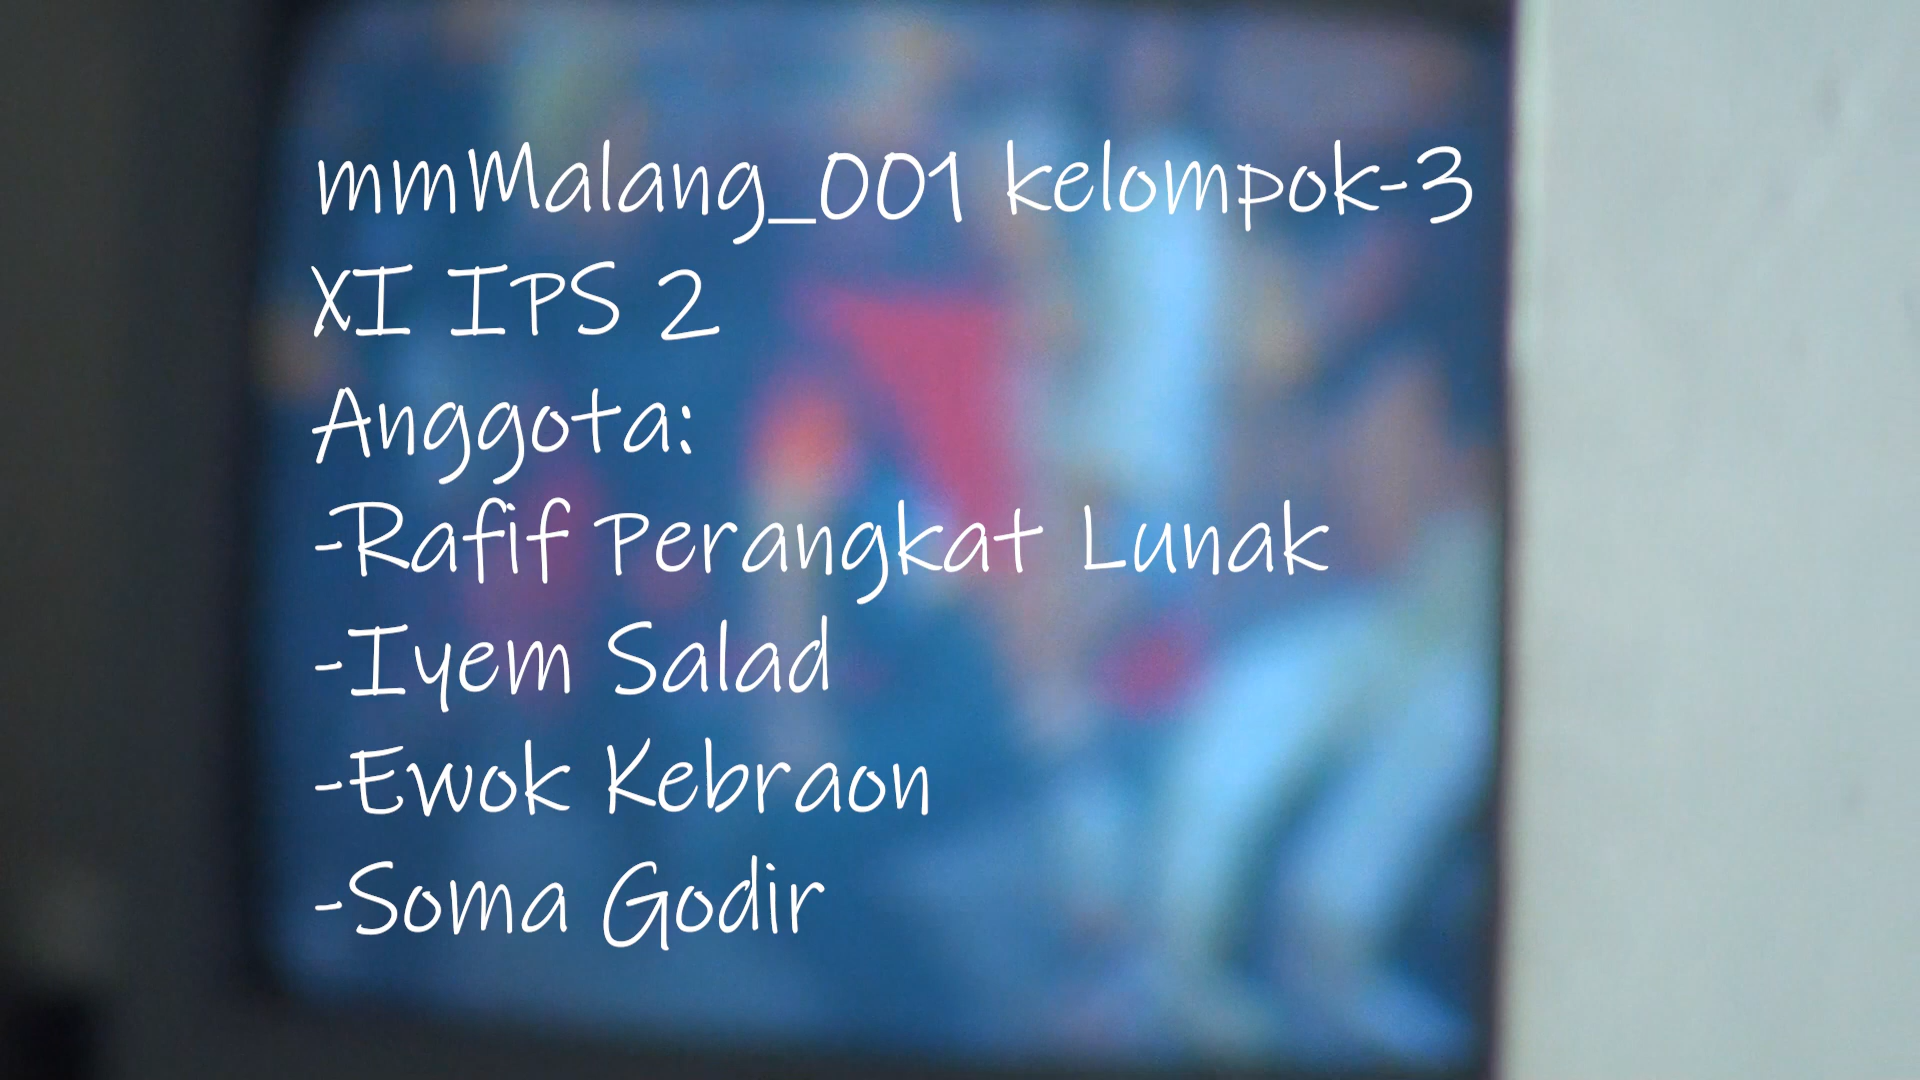 mmMalang_001 kelompok-3
XI IPS 2
Anggota:
-Rafif Perangkat Lunak
-Iyem Salad
-Ewok Kebraon
-Soma Godir